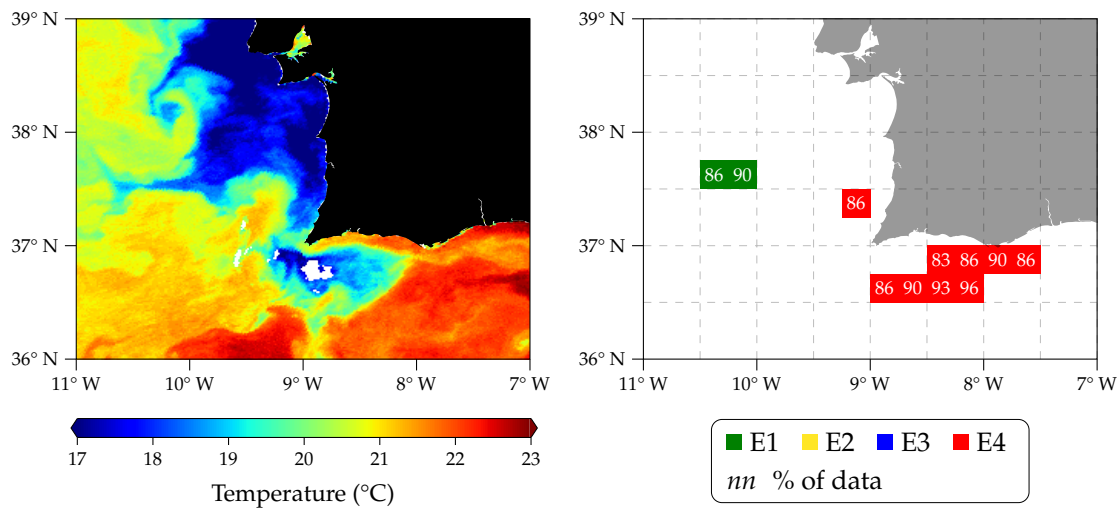 39° N
38° N
37° N
36° N
11° W 10° W 9° W 8° W 7° W
17 18 19 20 21 22 23
Temperature (°C)
39° N
38° N
37° N
36° N
86 90
86
83 86 90 86
86 90 93 96
11° W 10° W 9° W 8° W 7° W
E1 E2 E3 E4
nn % of data